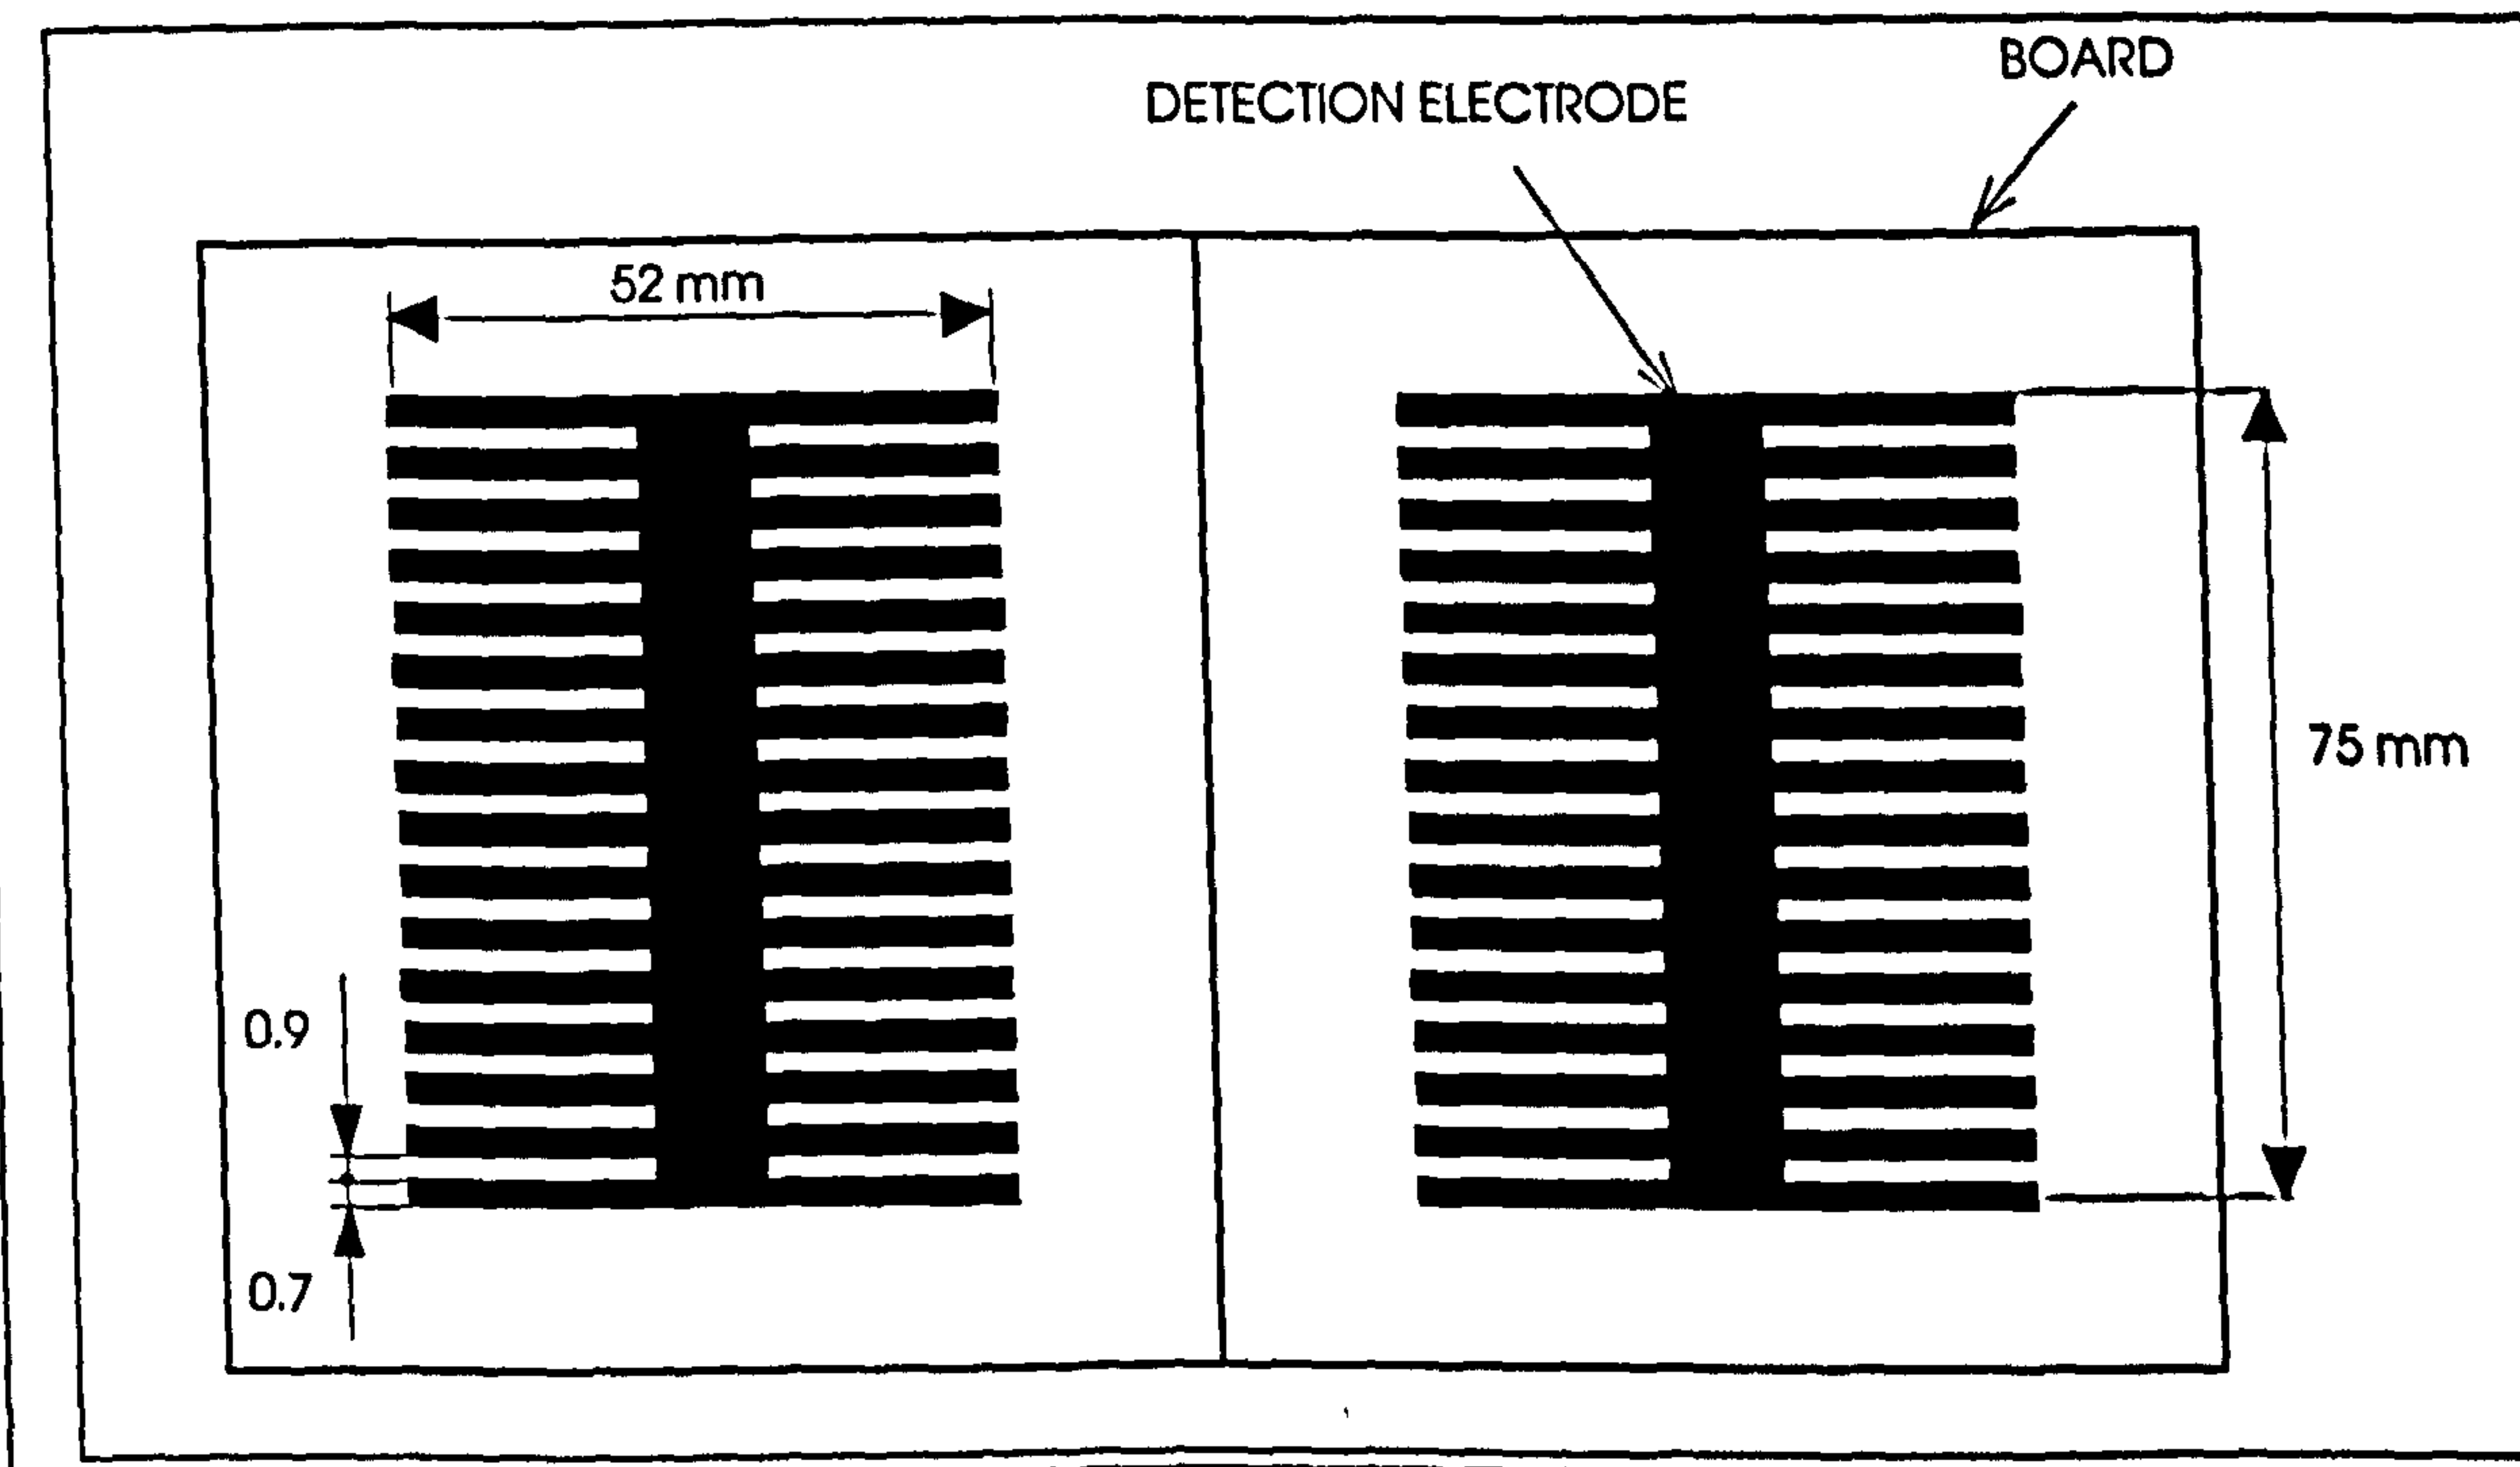 BOARD
DETECTION ELECTRODE
52 mm
75 mm
0.9
0.7